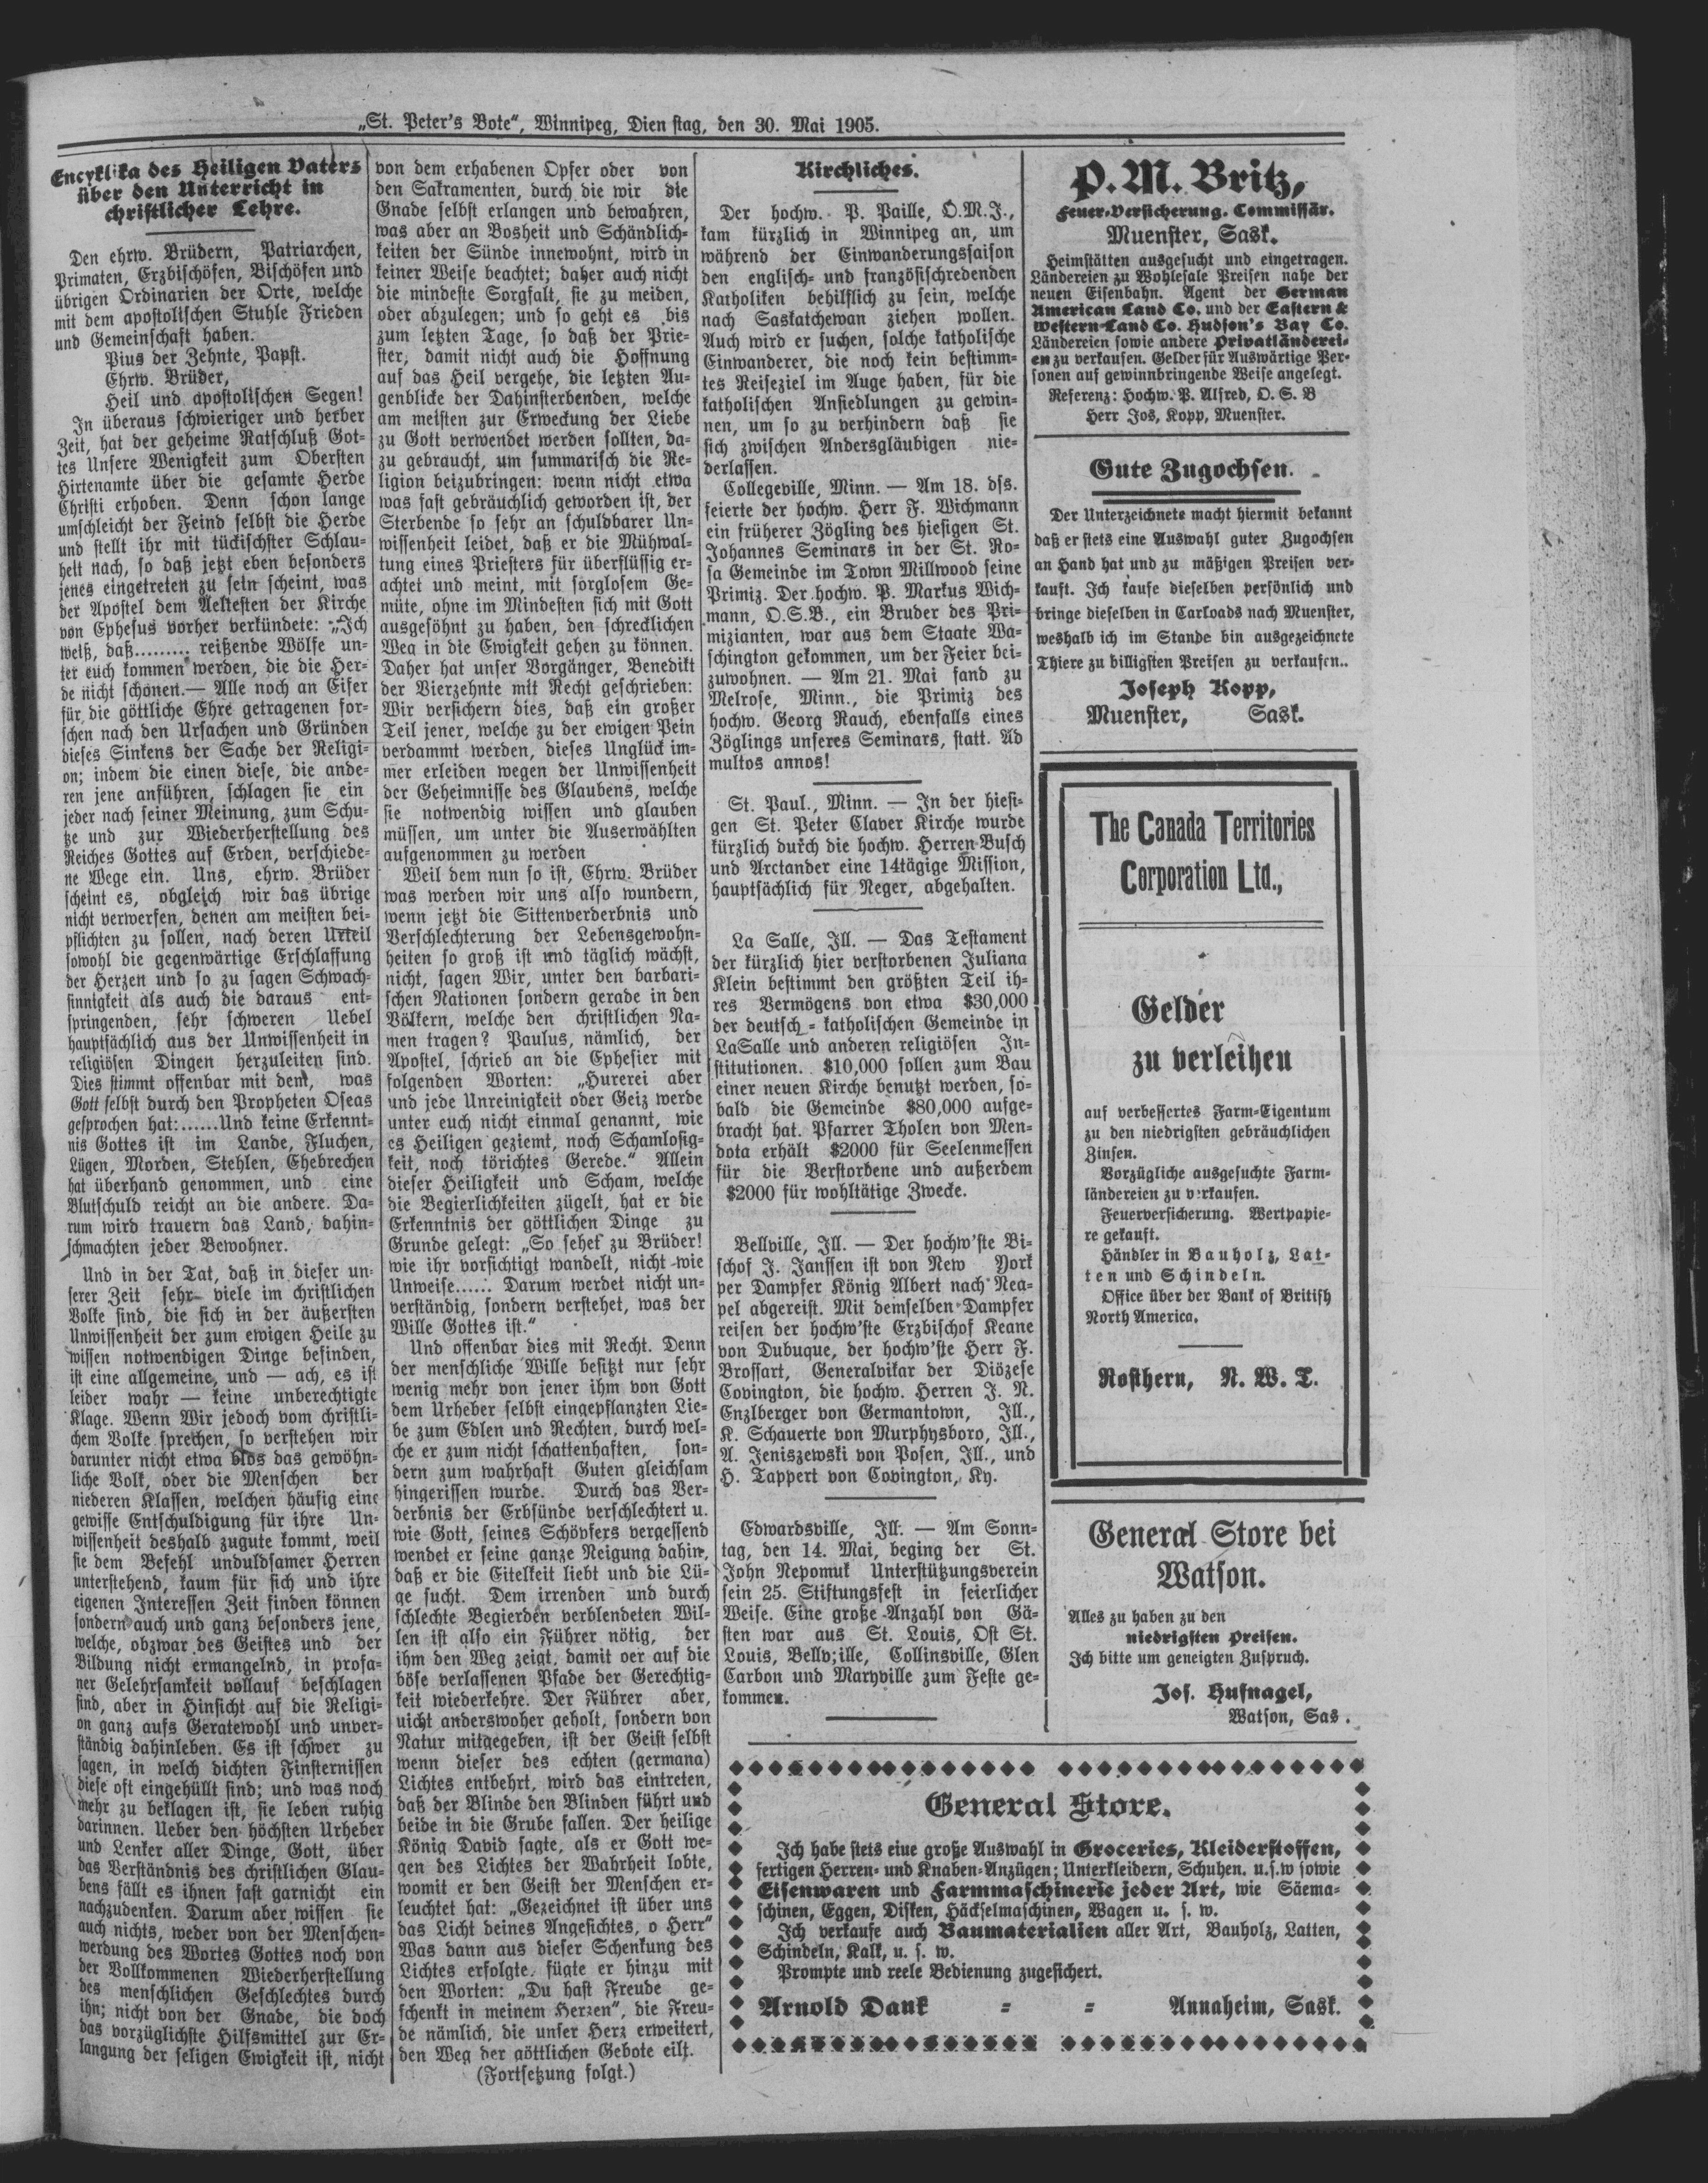 „St. Peter's Bote“, Winnipeg, Dien stag, den 30. Mai 1905.
Encyklika des Heiligen Vaters
über den Unterricht in
christlicher Lehre.
Den ehrw. Brüdern, Patriarchen,
Primaten, Erzbischöfen, Bischöfen und
übrigen Ordinarien der Orte, welche
mit dem apostolischen Stuhle Frieden
und Gemeinschaft haben.
Pius der Zehnte, Papst.
Ehrw. Brüder,
Heil und apostolischen Segen!
In überaus schwieriger und herber
Zeit, hat der geheime Ratschluß Got-
tes Unsere Wenigkeit zum Obersten
Hirtenamte über die gesamte Herde
Christi erhoben. Denn schon lange
umschleicht der Feind selbst die Herde
und stellt ihr mit tückischster Schlau-
heit nach, so daß jetzt eben besonders
jenes eingetreten zu sein scheint, was
der Apostel dem Aeltesten der Kirche
von Ephesus vorher verkündete: „Ich
weiß, daß......... reißende Wölfe un-
ter euch kommen werden, die die Her-
de nicht schonen.— Alle noch an Eifer
für die göttliche Ehre getragenen for-
schen nach den Ursachen und Gründen
dieses Sinkens der Sache der Religi-
on; indem die einen diese, die ande-
ren jene anführen, schlagen sie ein
jeder nach seiner Meinung, zum Schu-
tze und zur Wiederherstellung des
Reiches Gottes auf Erden, verschiede-
ne Wege ein. Uns, ehrw. Brüder
scheint es, obgleich wir das übrige
nicht verwerfen, denen am meisten bei-
pflichten zu sollen, nach deren Urteil
sowohl die gegenwärtige Erschlaffung
der Herzen und so zu sagen Schwach-
sinnigkeit als auch die daraus ent-
springenden, sehr schweren Uebel
hauptsächlich aus der Unwissenheit in
religiösen Dingen herzuleiten sind.
Dies stimmt offenbar mit dem, was
Gott selbst durch den Propheten Oseas
gesprochen hat:......Und keine Erkennt-
nis Gottes ist im Lande, Fluchen,
Lügen, Morden, Stehlen, Ehebrechen
hat überhand genommen, und eine
Blutschuld reicht an die andere. Da-
rum wird trauern das Land, dahin-
schmachten jeder Bewohner.
Und in der Tat, daß in dieser un-
serer Zeit sehr viele im christlichen
Volke sind, die sich in der äußersten
Unwissenheit der zum ewigen Heile zu
wissen notwendigen Dinge befinden,
ist eine allgemeine, und — ach, es ist
leider wahr — keine unberechtigte
Klage. Wenn Wir jedoch vom christli-
chem Volke sprechen, so verstehen wir
darunter nicht etwa blos das gewöhn-
liche Volk, oder die Menschen der
niederen Klassen, welchen häufig eine
gewisse Entschuldigung für ihre Un-
wissenheit deshalb zugute kommt, weil
sie dem Befehl unduldsamer Herren
unterstehend, kaum für sich und ihre
eigenen Interessen Zeit finden können
sondern auch und ganz besonders jene,
welche, obzwar des Geistes und der
Bildung nicht ermangelnd, in profa-
ner Gelehrsamkeit vollauf beschlagen
sind, aber in Hinsicht auf die Religi-
on ganz aufs Geratewohl und unver-
ständig dahinleben. Es ist schwer zu
sagen, in welch dichten Finsternissen
diese oft eingehüllt sind; und was noch
mehr zu beklagen ist, sie leben ruhig
darinnen. Ueber den höchsten Urheber
und Lenker aller Dinge, Gott, über
das Verständnis des christlichen Glau-
bens fällt es ihnen fast garnicht ein
nachzudenken. Darum aber wissen sie
auch nichts, weder von der Menschen-
werdung des Wortes Gottes noch von
der Vollkommenen Wiederherstellung
des menschlichen Geschlechtes durch
ihn; nicht von der Gnade, die doch
das vorzüglichste Hilfsmittel zur Er-
langung der seligen Ewigkeit ist, nicht
von dem erhabenen Opfer oder von
den Sakramenten, durch die wir die
Gnade selbst erlangen und bewahren,
was aber an Bosheit und Schändlich-
keiten der Sünde innewohnt, wird in
keiner Weise beachtet; daher auch nicht
die mindeste Sorgfalt, sie zu meiden,
oder abzulegen; und so geht es bis
zum letzten Tage, so daß der Prie-
ster, damit nicht auch die Hoffnung
auf das Heil vergehe, die letzten Au-
genblicke der Dahinsterbenden, welche
am meisten zur Erweckung der Liebe
zu Gott verwendet werden sollten, da-
zu gebraucht, um summarisch die Re-
ligion beizubringen: wenn nicht etwa
was fast gebräuchlich geworden ist, der
Sterbende so sehr an schuldbarer Un-
wissenheit leidet, daß er die Mühwal-
tung eines Priesters für überflüssig er-
achtet und meint, mit sorglosem Ge-
müte, ohne im Mindesten sich mit Gott
ausgesöhnt zu haben, den schrecklichen
Weg in die Ewigkeit gehen zu können.
Daher hat unser Vorgänger, Benedikt
der Vierzehnte mit Recht geschrieben:
Wir versichern dies, daß ein großer
Teil jener, welche zu der ewigen Pein
verdammt werden, dieses Unglück im-
mer erleiden wegen der Unwissenheit
der Geheimnisse des Glaubens, welche
sie notwendig wissen und glauben
müssen, um unter die Auserwählten
aufgenommen zu werden
Weil dem nun so ist, Ehrw. Brüder
was werden wir uns also wundern,
wenn jetzt die Sittenverderbnis und
Verschlechterung der Lebensgewohn-
heiten so groß ist und täglich wächst,
nicht, sagen Wir, unter den barbari-
schen Nationen sondern gerade in den
Völkern, welche den christlichen Na-
men tragen? Paulus, nämlich, der
Apostel, schrieb an die Ephesier mit
folgenden Worten: „Hurerei aber
und jede Unreinigkeit oder Geiz werde
unter euch nicht einmal genannt, wie
es Heiligen geziemt, noch Schamlosig-
keit, noch törichtes Gerede.“ Allein
dieser Heiligkeit und Scham, welche
die Begierlichkeiten zügelt, hat er die
Erkenntnis der göttlichen Dinge zu
Grunde gelegt: „So sehet zu Brüder!
wie ihr vorsichtigt wandelt, nicht wie
Unweise...... Darum werdet nicht un-
verständig, sondern verstehet, was der
Wille Gottes ist.“
Und offenbar dies mit Recht. Denn
der menschliche Wille besitzt nur sehr
wenig mehr von jener ihm von Gott
dem Urheber selbst eingepflanzten Lie-
be zum Edlen und Rechten, durch wel-
che er zum nicht schattenhaften, son-
dern zum wahrhaft Guten gleichsam
hingerissen wurde. Durch das Ver-
derbnis der Erbsünde verschlechtert u.
wie Gott, seines Schöpfers vergessend
wendet er seine ganze Neigung dahin,
daß er die Eitelkeit liebt und die Lü-
ge sucht. Dem irrenden und durch
schlechte Begierden verblendeten Wil-
len ist also ein Führer nötig, der
ihm den Weg zeigt, damit oer auf die
böse verlassenen Pfade der Gerechtig-
keit wiederkehre. Der Führer aber,
uicht anderswoher geholt, sondern von
Natur mitgegeben, ist der Geist selbst
wenn dieser des echten (germana)
Lichtes entbehrt, wird das eintreten,
daß der Blinde den Blinden führt und
beide in die Grube fallen. Der heilige
König David sagte, als er Gott we-
gen des Lichtes der Wahrheit lobte,
womit er den Geist der Menschen er-
leuchtet hat: „Gezeichnet ist über uns
das Licht deines Angesichtes, o Herr“
Was dann aus dieser Schenkung des
Lichtes erfolgte, fügte er hinzu mit
den Worten: „Du hast Freude ge-
schenkt in meinem Herzen“, die Freu-
de nämlich, die unser Herz erweitert,
den Weg der göttlichen Gebote eilt.
(Fortsetzung folgt.)
Kirchliches.
Der hochw. P. Paille, O.M.J.,
kam kürzlich in Winnipeg an, um
während der Einwanderungssaison
den englisch- und französischredenden
Katholiken behilflich zu sein, welche
nach Saskatchewan ziehen wollen.
Auch wird er suchen, solche katholische
Einwanderer, die noch kein bestimm-
tes Reiseziel im Auge haben, für die
katholischen Ansiedlungen zu gewin-
nen, um so zu verhindern daß sie
sich zwischen Andersgläubigen nie-
derlassen.
Collegeville, Minn. — Am 18. dss.
feierte der hochw. Herr F. Wichmann
ein früherer Zögling des hiesigen St.
Johannes Seminars in der St. Ro-
sa Gemeinde im Town Millwood seine
Primiz. Der hochw. P. Markus Wich-
mann, O.S.B., ein Bruder des Pri-
mizianten, war aus dem Staate Wa-
schington gekommen, um der Feier bei-
zuwohnen. — Am 21. Mai fand zu
Melrose, Minn., die Primiz des
hochw. Georg Rauch, ebenfalls eines
Zöglings unseres Seminars, statt. Ad
multos annos!
St. Paul., Minn. — In der hiesi-
gen St. Peter Claver Kirche wurde
kürzlich durch die hochw. Herren Busch
und Arctander eine 14tägige Mission,
hauptsächlich für Neger, abgehalten.
La Salle, Ill. — Das Testament
der kürzlich hier verstorbenen Juliana
Klein bestimmt den größten Teil ih-
res Vermögens von etwa $30,000
der deutsch-katholischen Gemeinde in
LaSalle und anderen religiösen In-
stitutionen. $10,000 sollen zum Bau
einer neuen Kirche benutzt werden, so-
bald die Gemeinde $80,000 aufge-
bracht hat. Pfarrer Tholen von Men-
dota erhält $2000 für Seelenmessen
für die Verstorbene und außerdem
$2000 für wohltätige Zwecke.
Bellville, Ill. — Der hochw'ste Bi-
schof J. Janssen ist von New York
per Dampfer König Albert nach Nea-
pel abgereist. Mit demselben Dampfer
reisen der hochw'ste Erzbischof Keane
von Dubuque, der hochw'ste Herr F.
Brossart, Generalvikar der Diözese
Covington, die hochw. Herren J. N.
Enzlberger von Germantown, Ill.,
K. Schauerte von Murphysboro, Ill.,
A. Jeniszewski von Posen, Ill., und
H. Tappert von Covington, Ky.
Edwardsville, Ill. — Am Sonn-
tag, den 14. Mai, beging der St.
John Nepomuk Unterstützungsverein
sein 25. Stiftungsfest in feierlicher
Weise. Eine große Anzahl von Gä-
sten war aus St. Louis, Ost St.
Louis, Bellv;ille, Collinsville, Glen
Carbon und Maryville zum Feste ge-
kommen.
P. M. Britz,
Feuer-Versicherung. Commissär.
Muenster, Sask.
Heimstätten ausgesucht und eingetragen.
Ländereien zu Wohlesale Preisen nahe der
neuen Eisenbahn. Agent der German
American Land Co. und der Eastern &
Western Land Co. Hudson's Bay Co.
Ländereien sowie andere Privatländerei-
en zu verkaufen. Gelder für Auswärtige Per-
sonen auf gewinnbringende Weise angelegt.
Referenz: Hochw. P. Alfred, O. S. B
Herr Jos, Kopp, Muenster.
Gute Zugochsen.
Der Unterzeichnete macht hiermit bekannt
daß er stets eine Auswahl guter Zugochsen
an Hand hat und zu mäßigen Preisen ver-
kauft. Ich kaufe dieselben persönlich und
bringe dieselben in Carloads nach Muenster,
weshalb ich im Stande bin ausgezeichnete
Thiere zu billigsten Preisen zu verkaufen..
Joseph Kopp,
Muenster, Sask.
The Canada Territories
Corporation Ltd.,
Gelder
zu verleihen
auf verbessertes Farm-Eigentum
zu den niedrigsten gebräuchlichen
Zinsen.
Vorzügliche ausgesuchte Farm-
ländereien zu verkaufen.
Feuerversicherung. Wertpapie-
re gekauft.
Händler in Bauholz, Lat-
ten und Schindeln.
Office über der Bank of British
North America.
Rosthern, N. W. T.
General Store bei
Watson.
Alles zu haben zu den
niedrigsten Preisen.
Ich bitte um geneigten Zuspruch.
Jos. Hufnagel,
Watson, Sas.
General Store.
Ich habe stets eiue große Auswahl in Groceries, Kleiderstoffen,
fertigen Herren- und Knaben-Anzügen; Unterkleidern, Schuhen. u.s.w sowie
Eisenwaren und Farmmaschinerie jeder Art, wie Säema-
schinen, Eggen, Disken, Häckselmaschinen, Wagen u. s. w.
Ich verkaufe auch Baumaterialien aller Art, Bauholz, Latten,
Schindeln, Kalk, u. s. w.
Prompte und reele Bedienung zugesichert.
Arnold Dauk = = Annaheim, Sask.